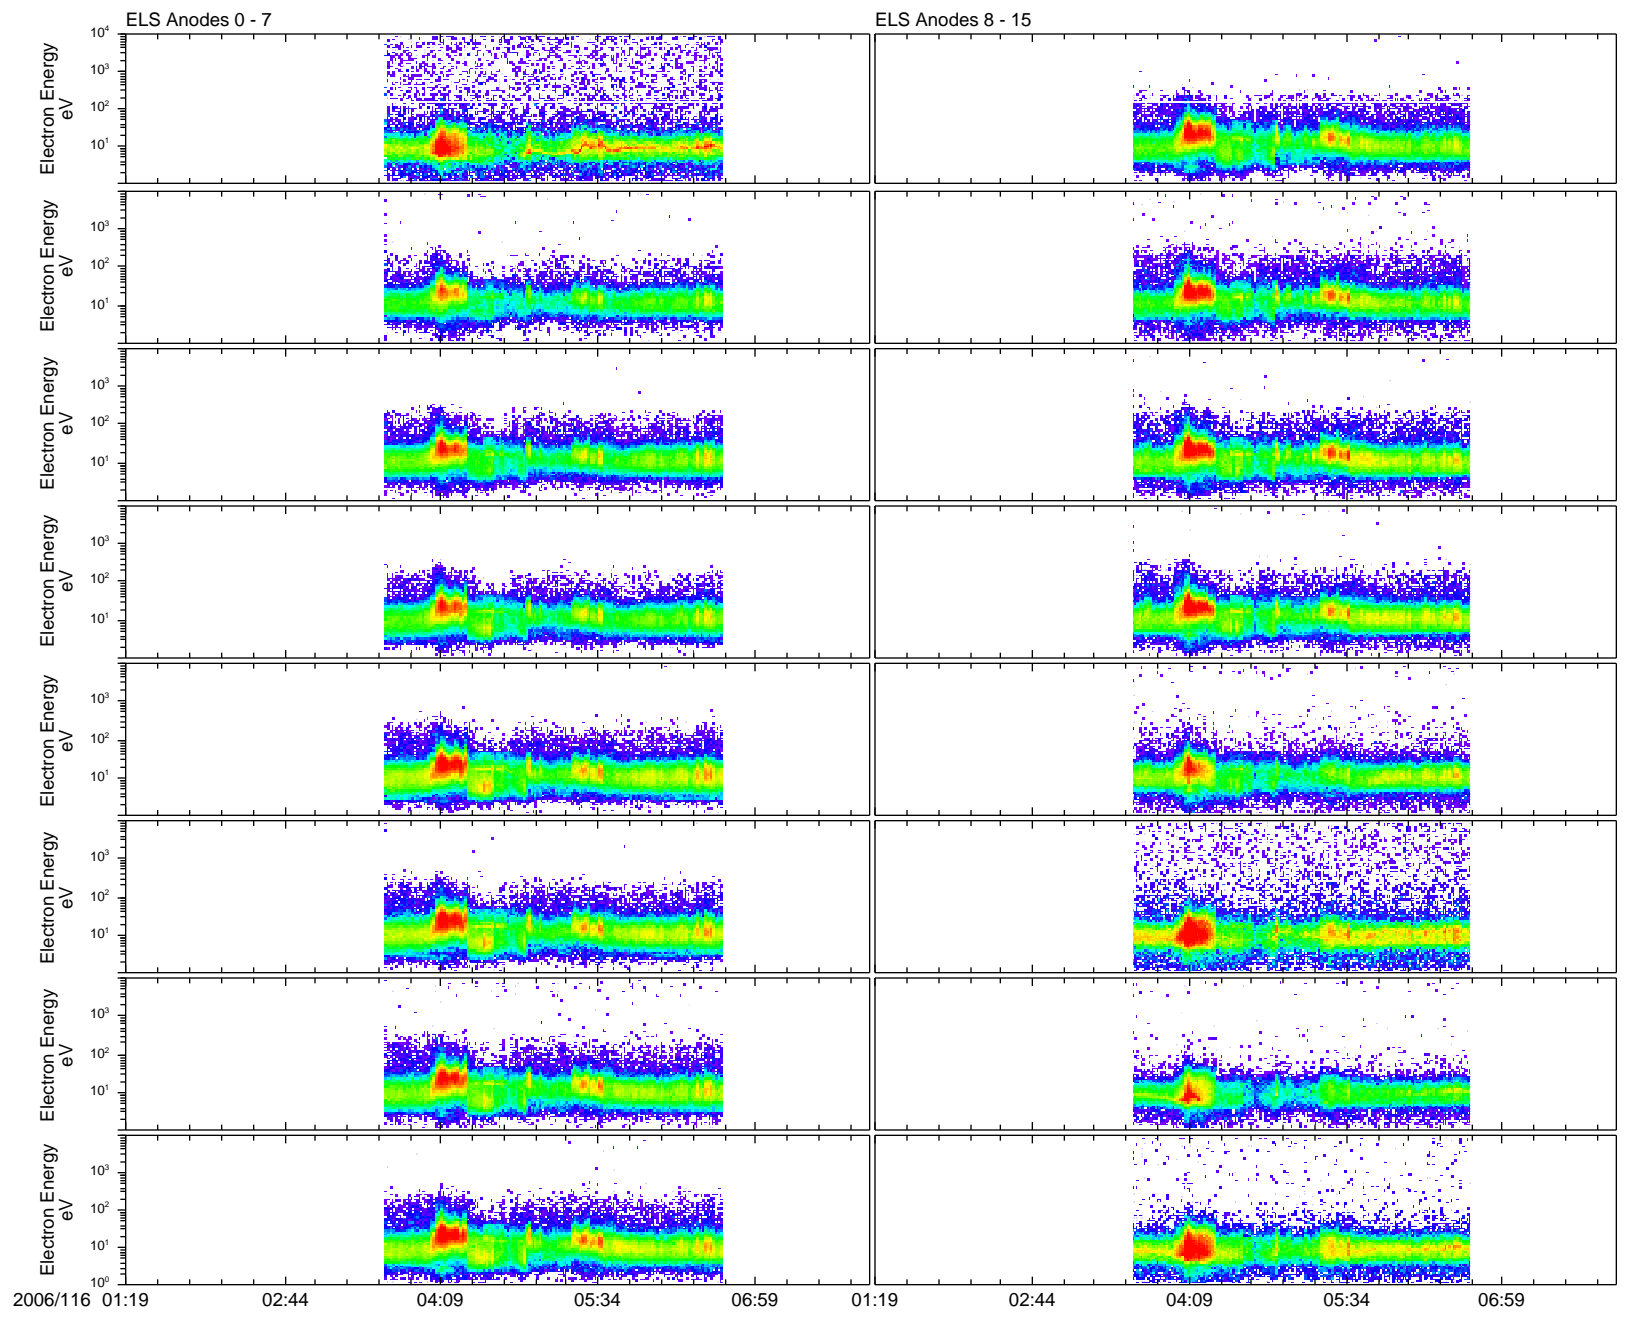 ELS Anodes 0 - 7 ELS Anodes 8 - 15
10⁴
10³
10²
10¹
Electron Energy
eV
10³
10²
10¹
Electron Energy
eV
10³
10²
10¹
Electron Energy
eV
10³
10²
10¹
Electron Energy
eV
10³
10²
10¹
Electron Energy
eV
10³
10²
10¹
Electron Energy
eV
10³
10²
10¹
Electron Energy
eV
10³
10²
10¹
10⁰
Electron Energy
eV
2006/116 01:19 02:44 04:09 05:34 06:59 01:19 02:44 04:09 05:34 06:59